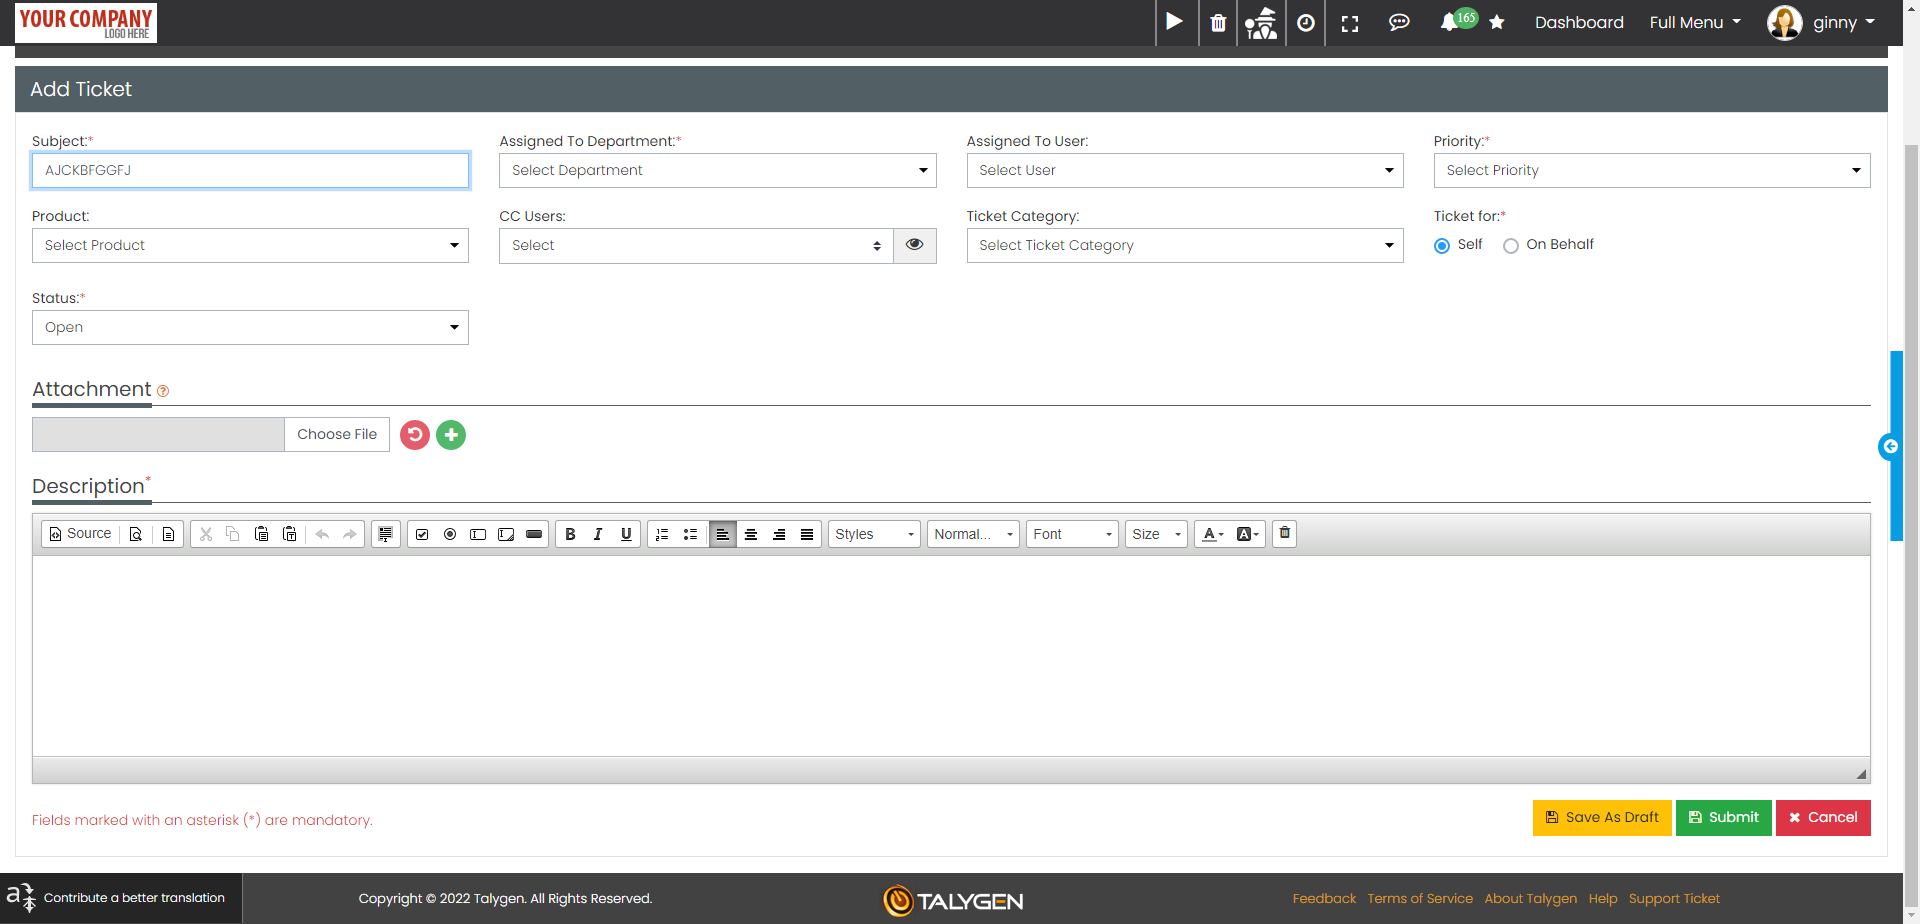 YOUR COMPANY
LOGO HERE
165
Dashboard
Full Menu
ginny
Add Ticket
Subject:*
Assigned To Department:*
Assigned To User:
Priority:*
AJCKBFGGFJ
Select Department
Select User
Select Priority
Product:
CC Users:
Ticket Category:
Ticket for:*
Select Product
Select
Select Ticket Category
Self
On Behalf
Status:*
Open
Attachment
Choose File
Description*
Source
B I U
Styles
Normal...
Font
Size
A
A
Fields marked with an asterisk (*) are mandatory.
Save As Draft
Submit
Cancel
Contribute a better translation
Copyright © 2022 Talygen. All Rights Reserved.
TALYGEN
Feedback
Terms of Service
About Talygen
Help
Support Ticket